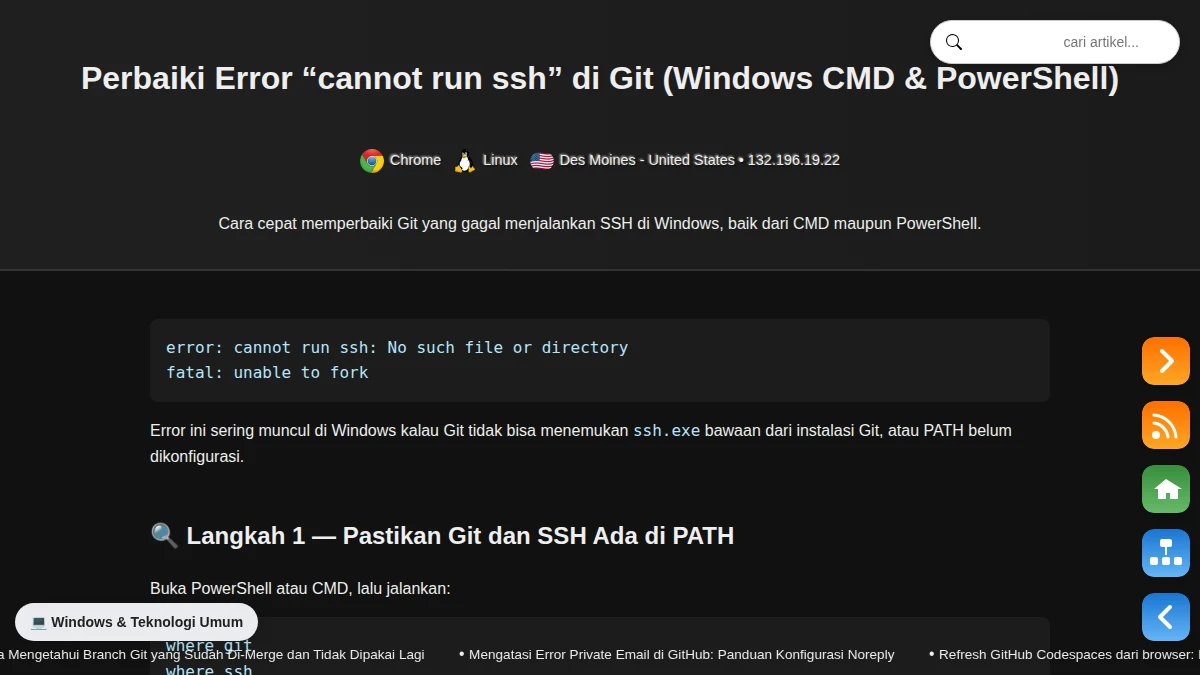 cari artikel...
Perbaiki Error “cannot run ssh” di Git (Windows CMD & PowerShell)
Chrome Linux Des Moines - United States • 132.196.19.22
Cara cepat memperbaiki Git yang gagal menjalankan SSH di Windows, baik dari CMD maupun PowerShell.
error: cannot run ssh: No such file or directory
fatal: unable to fork
Error ini sering muncul di Windows kalau Git tidak bisa menemukan ssh.exe bawaan dari instalasi Git, atau PATH belum
dikonfigurasi.
Langkah 1 — Pastikan Git dan SSH Ada di PATH
Buka PowerShell atau CMD, lalu jalankan:
Windows & Teknologi Umum
where git
a Mengetahui Branch Git yang Sudah Di-Merge dan Tidak Dipakai Lagi • Mengatasi Error Private Email di GitHub: Panduan Konfigurasi Noreply • Refresh GitHub Codespaces dari browser:
where ssh